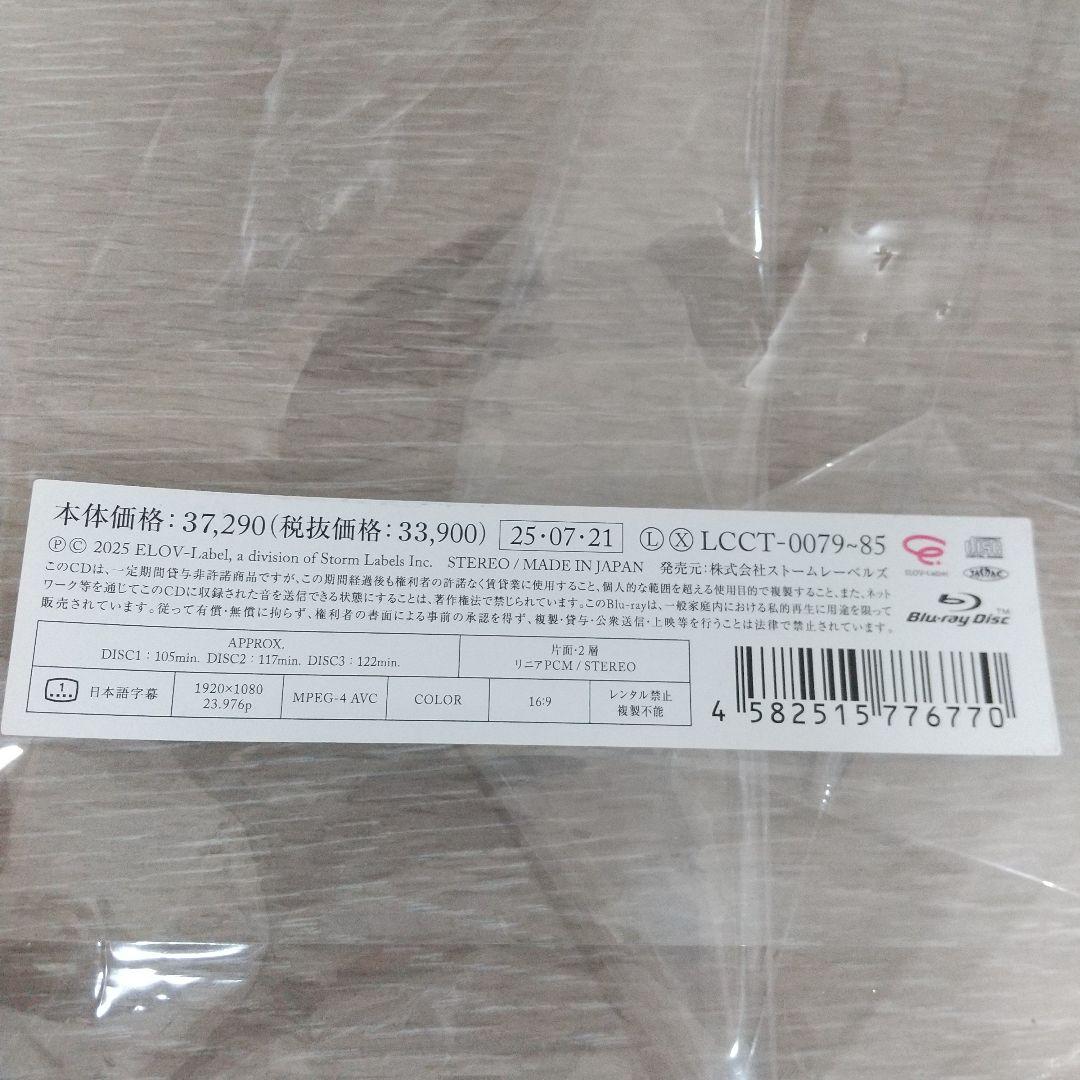 本体価格: 37,290(税抜価格: 33,900) 25・07・21 Ⓛ Ⓧ LCCT-0079~85
℗© 2025 ELOV-Label, a division of Storm Labels Inc. STEREO / MADE IN JAPAN 発売元: 株式会社ストームレーベルズ
このCDは、一定期間貸与非許諾商品ですが、この期間経過後も権利者の許諾なく賃貸業に使用すること、個人的な範囲を超える使用目的で複製すること、また、ネット
ワーク等を通じてこのCDに収録された音を送信できる状態にすることは、著作権法で禁じられています。このBlu-rayは、一般家庭内における私的再生に用途を限って
販売されています。従って有償・無償に拘らず、権利者の書面による事前の承認を得ず、複製・貸与・公衆送信・上映等を行うことは法律で禁止されています。
ELOV-Label
JASRAC
Blu-ray Disc™
APPROX.
DISC1 : 105min. DISC2 : 117min. DISC3 : 122min.
片面・2層
リニアPCM / STEREO
1 日本語字幕
1920×1080
23.976p
MPEG-4 AVC
COLOR
16:9
レンタル禁止
複製不能
4 582515 776770